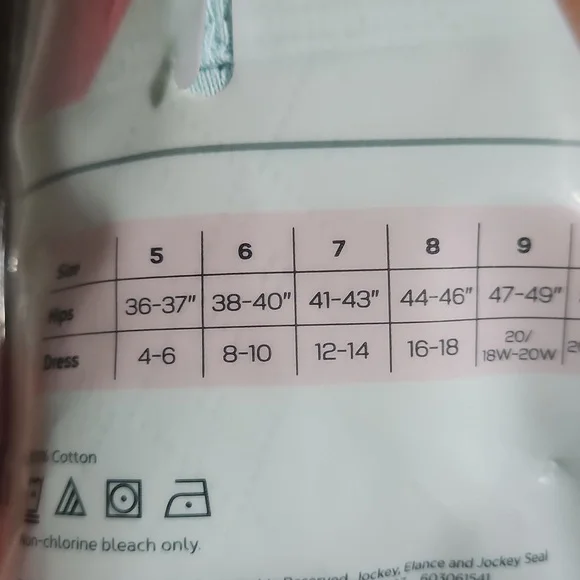 Size 5 6 7 8 9
Hips 36-37" 38-40" 41-43" 44-46" 47-49"
Dress 4-6 8-10 12-14 16-18 20/
18W-20W
Cotton
-chlorine bleach only.
Reserved. Jockey, Elance and Jockey Seal